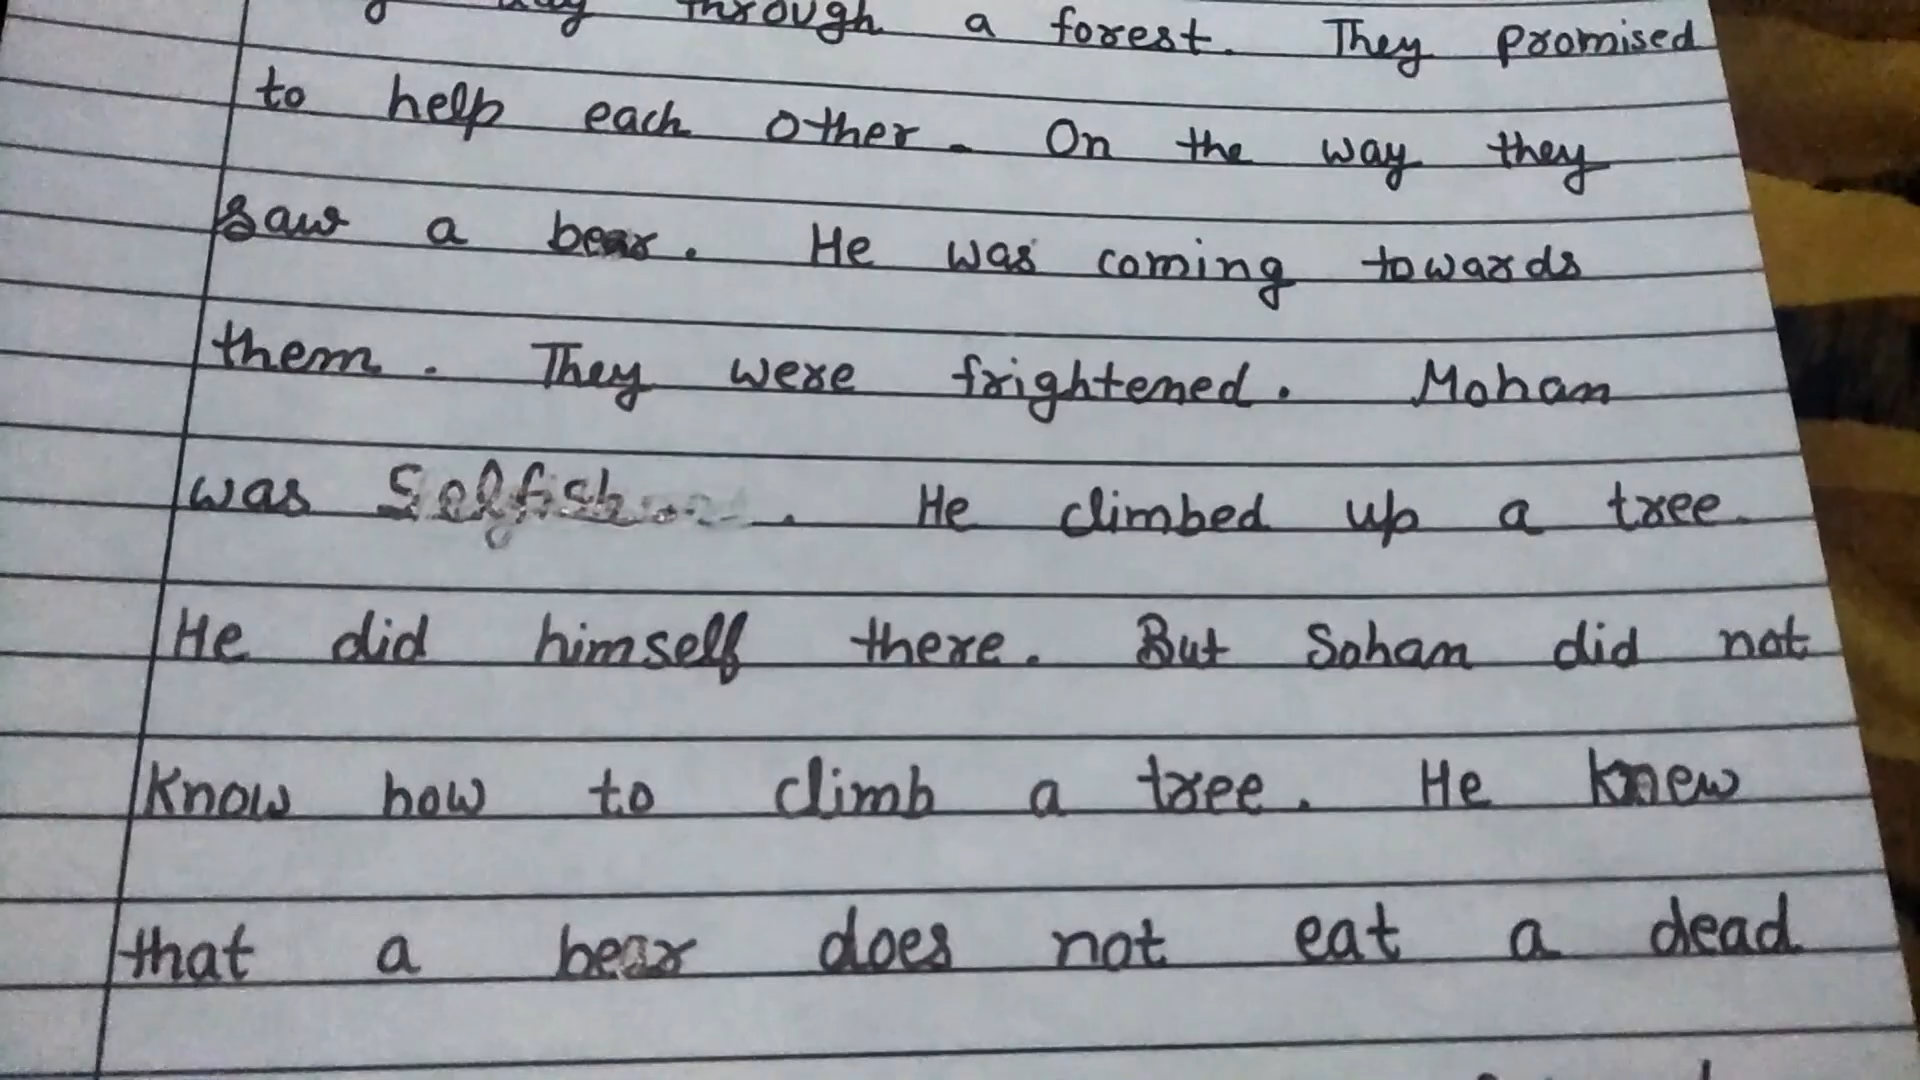 through a forest. They promised
to help each other. On the way they
saw a bear. He was coming towards
them. They were frightened. Mohan
was Selfish. He climbed up a tree.
He did himself there. But Sohan did not
know how to climb a tree. He knew
that a bear does not eat a dead